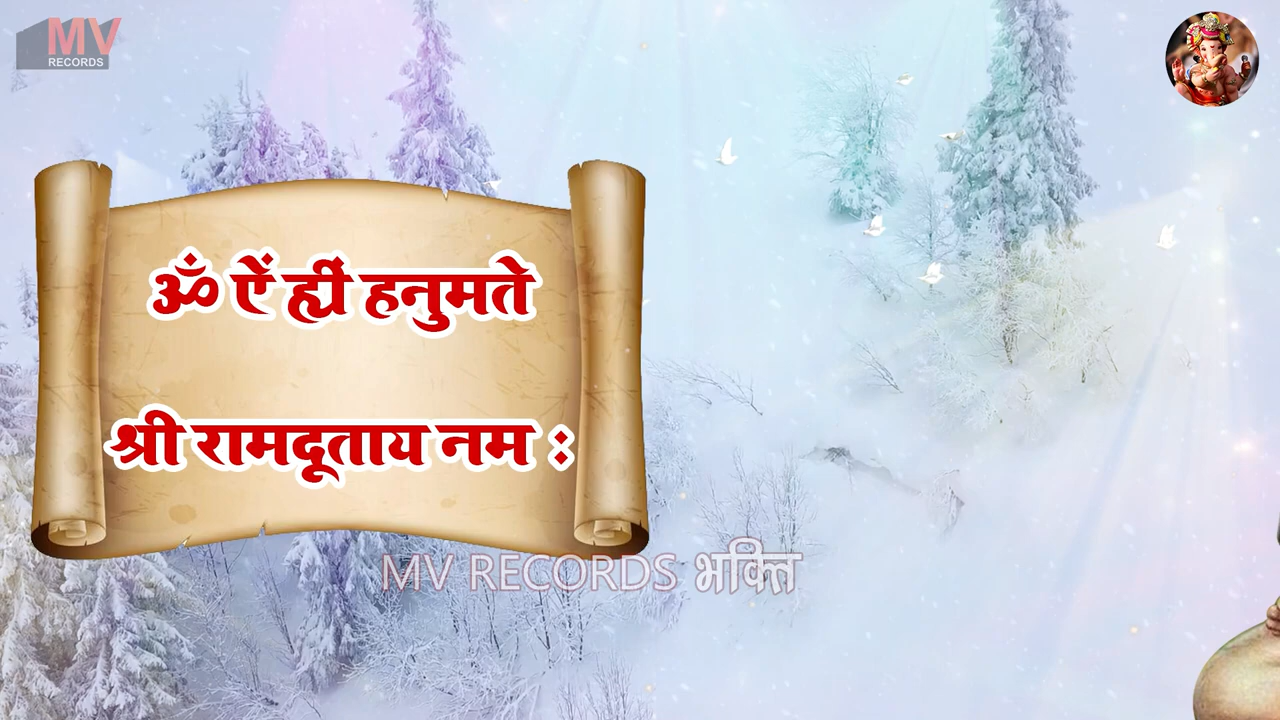 MV
RECORDS
ॐ ऐं ह्रीं हनुमते
श्री रामदूताय नम :
MV RECORDS भक्ति